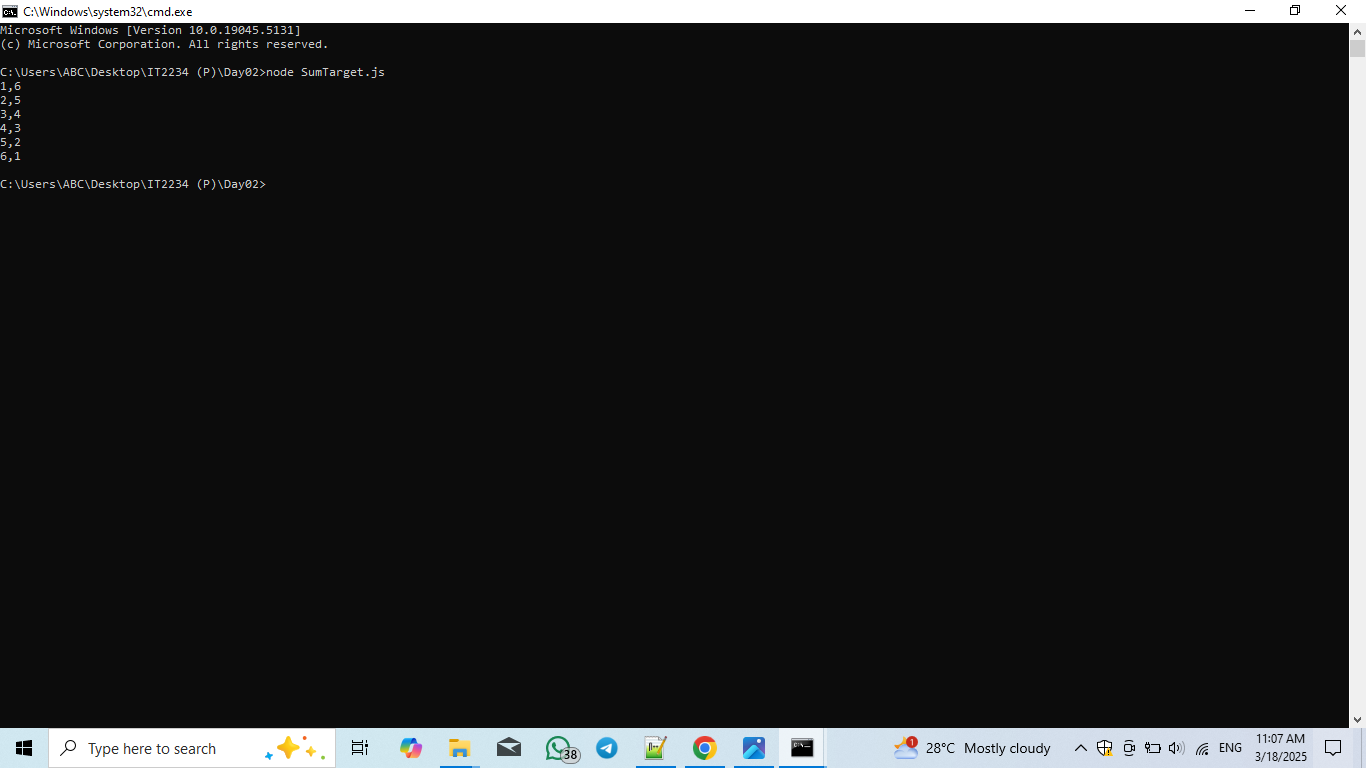 C:\Windows\system32\cmd.exe
Microsoft Windows [Version 10.0.19045.5131]
(c) Microsoft Corporation. All rights reserved.
C:\Users\ABC\Desktop\IT2234 (P)\Day02>node SumTarget.js
1,6
2,5
3,4
4,3
5,2
6,1
C:\Users\ABC\Desktop\IT2234 (P)\Day02>
Type here to search
38
1
28°C Mostly cloudy
ENG
11:07 AM
3/18/2025